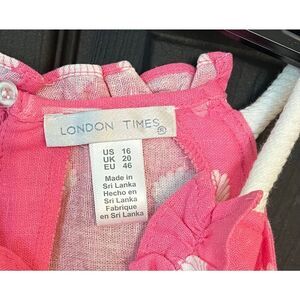 LONDON TIMES®
US 16
UK 20
EU 46
Made in
Sri Lanka
Hecho en
Sri Lanka
Fabrique
en Sri Lanka